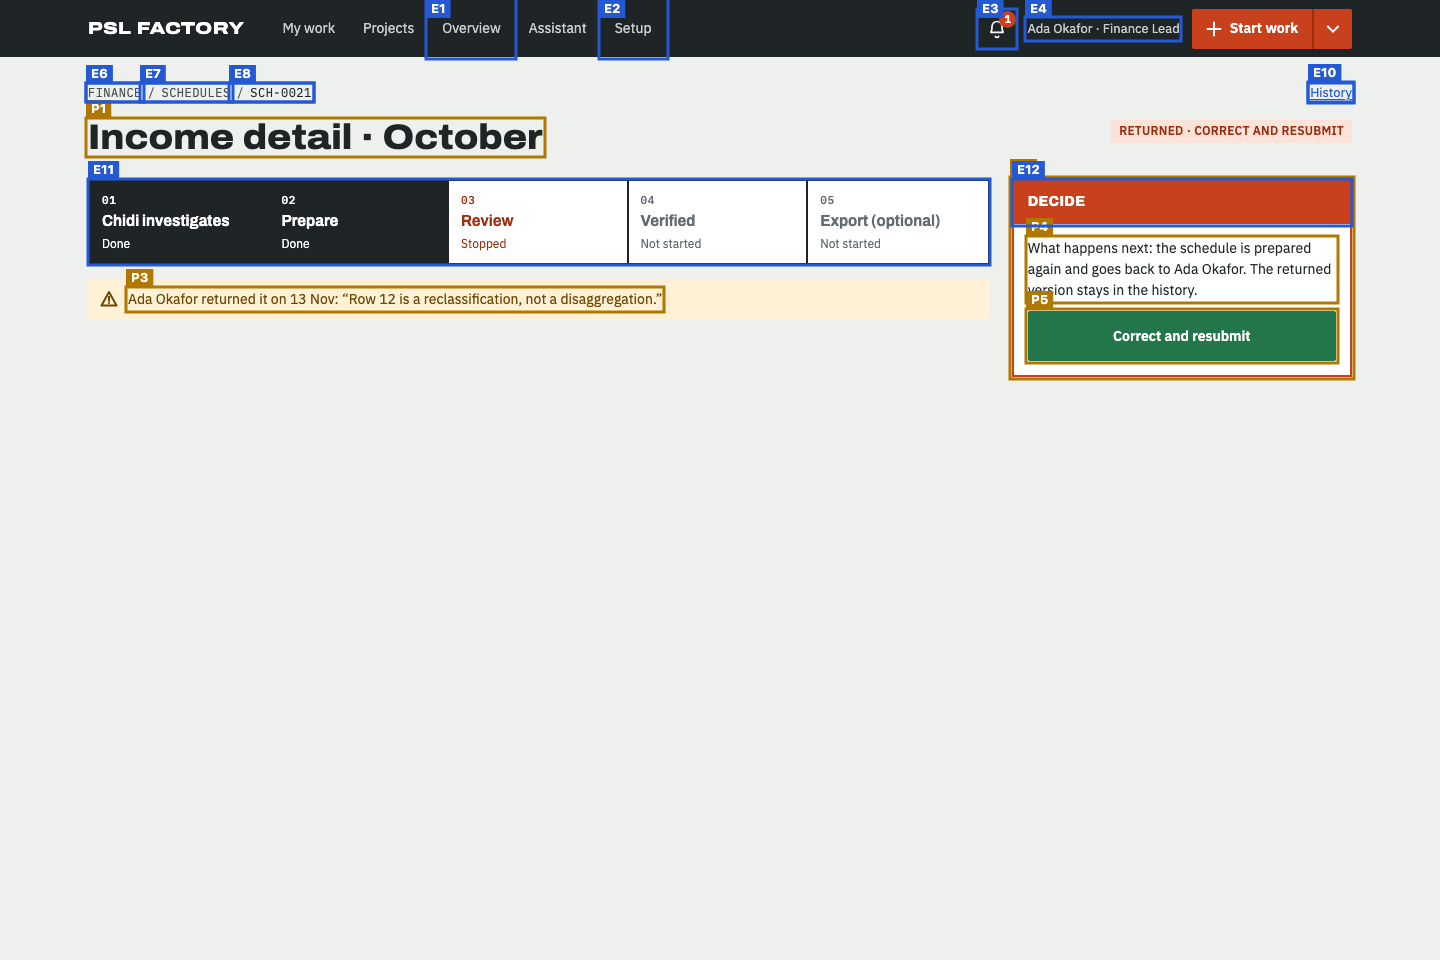 PSL FACTORY My work Projects Overview Assistant Setup 1 Ada Okafor · Finance Lead Start work
E1 E2 E3 E4
E6 E7 E8 E10
FINANCE / SCHEDULES / SCH-0021 History
P1
Income detail · October RETURNED · CORRECT AND RESUBMIT
E11 E12
01 02 03 04 05
Chidi investigates Prepare Review Verified Export (optional)
Done Done Stopped Not started Not started
P3
Ada Okafor returned it on 13 Nov: “Row 12 is a reclassification, not a disaggregation.”
DECIDE
P4
What happens next: the schedule is prepared
again and goes back to Ada Okafor. The returned
version stays in the history.
P5
Correct and resubmit